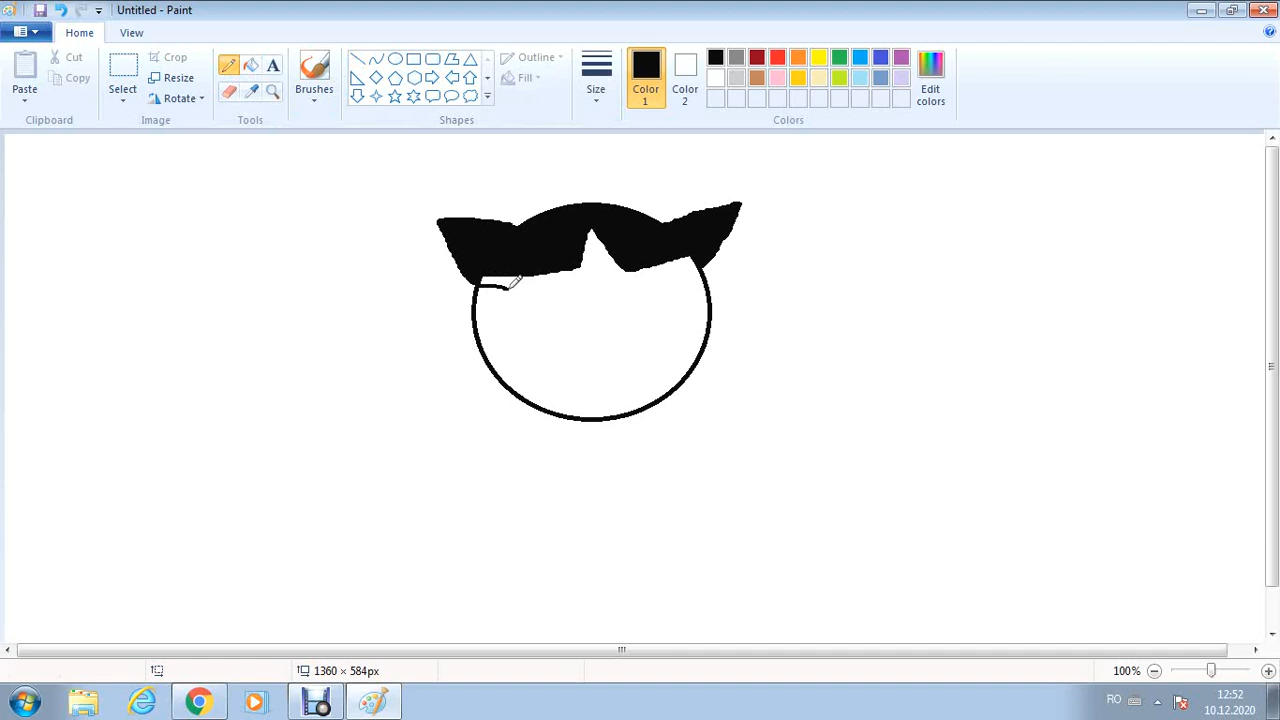 Untitled - Paint
Home View
Paste
Cut
Copy
Clipboard
Select
Crop
Resize
Rotate
Image
A
Tools
Brushes
Outline
Fill
Shapes
Size
Color 1
Color 2
Edit colors
Colors
1360 × 584px
100%
RO
12:52
10.12.2020